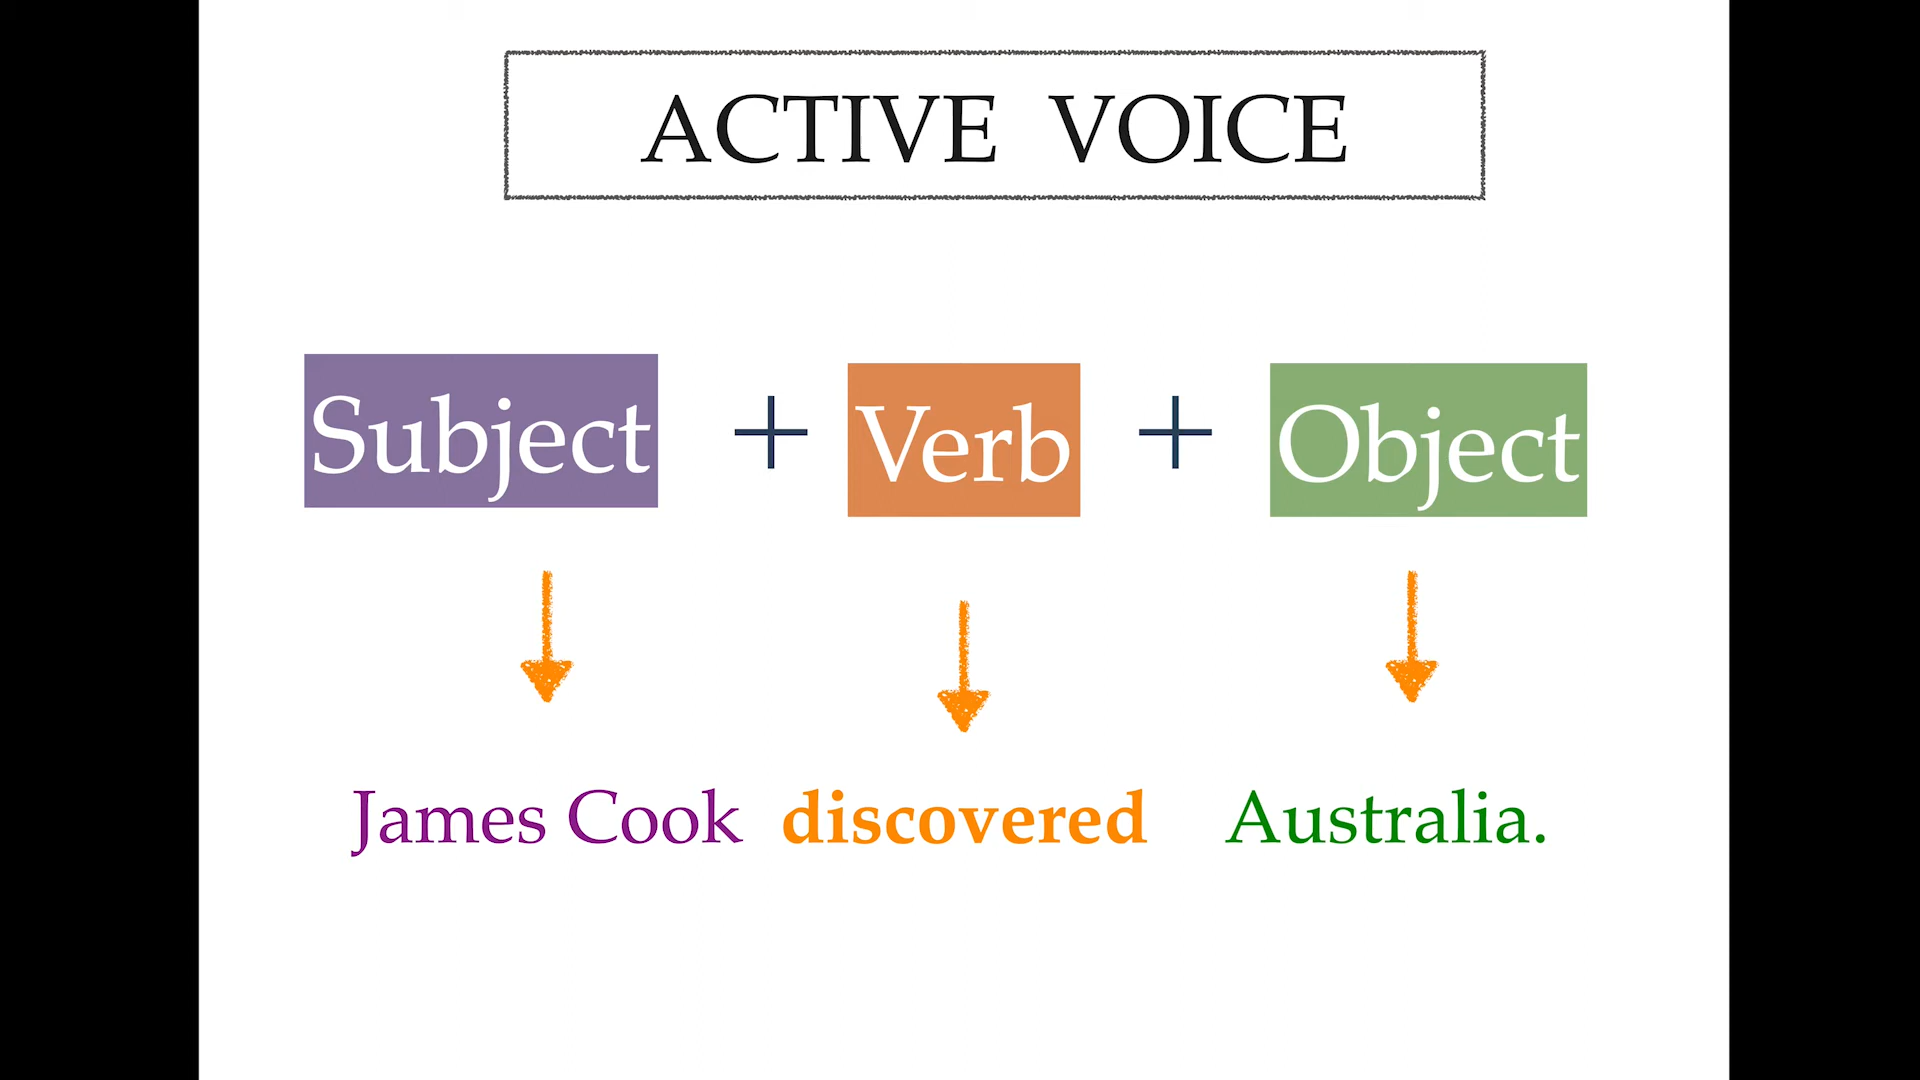 ACTIVE VOICE
Subject + Verb + Object
James Cook discovered Australia.